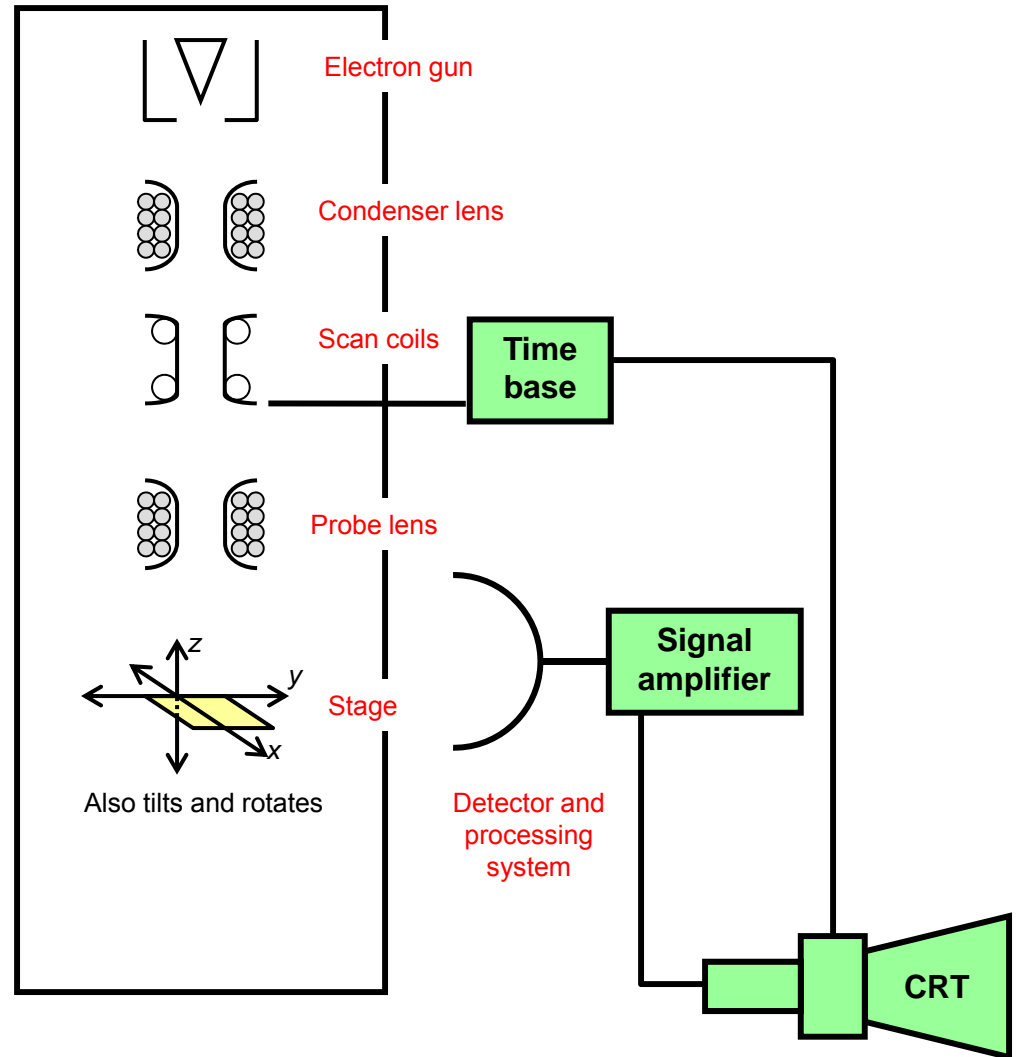 Electron gun
Condenser lens
Scan coils
Time
base
Probe lens
z
y
x
Stage
Also tilts and rotates
Signal
amplifier
Detector and
processing
system
CRT